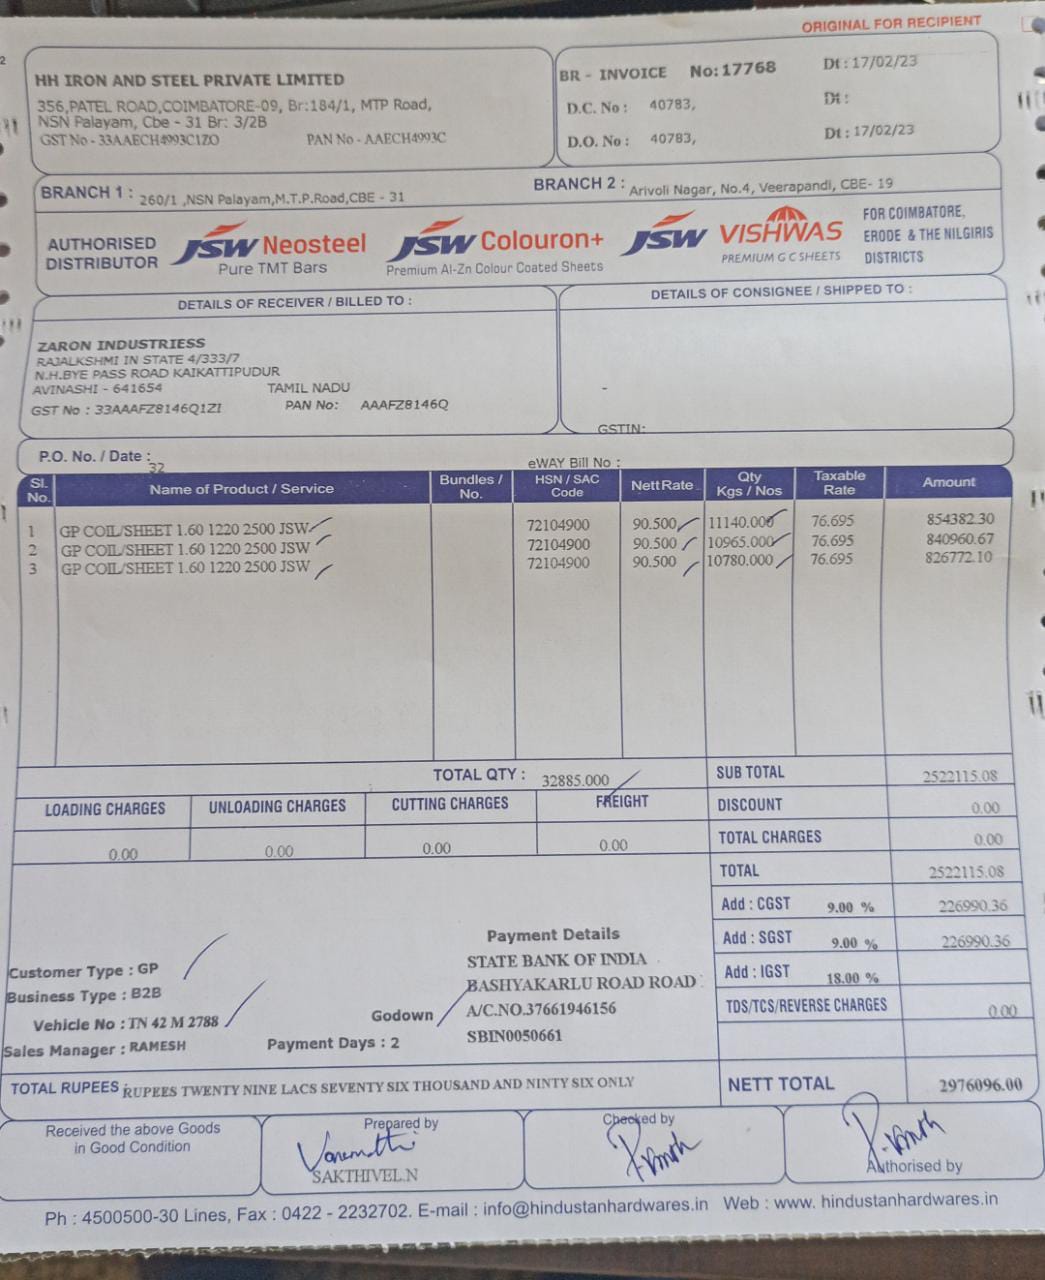 ORIGINAL FOR RECIPIENT
HH IRON AND STEEL PRIVATE LIMITED
356,PATEL ROAD,COIMBATORE-09, Br:184/1, MTP Road,
NSN Palayam, Cbe - 31 Br: 3/2B
GST No - 33AAECH4993C1ZO PAN No - AAECH4993C
BR - INVOICE No:17768 Dt : 17/02/23
D.C. No : 40783, Dt :
D.O. No : 40783, Dt : 17/02/23
BRANCH 1 : 260/1 ,NSN Palayam,M.T.P.Road,CBE - 31
BRANCH 2 : Arivoli Nagar, No.4, Veerapandi, CBE- 19
AUTHORISED DISTRIBUTOR
JSW Neosteel
Pure TMT Bars
JSW Colouron+
Premium Al-Zn Colour Coated Sheets
JSW VISHWAS
PREMIUM G C SHEETS
FOR COIMBATORE,
ERODE & THE NILGIRIS
DISTRICTS
DETAILS OF RECEIVER / BILLED TO :
ZARON INDUSTRIESS
RAJALKSHMI IN STATE 4/333/7
N.H.BYE PASS ROAD KAIKATTIPUDUR
AVINASHI - 641654 TAMIL NADU
GST No : 33AAAFZ8146Q1ZI PAN No: AAAFZ8146Q
DETAILS OF CONSIGNEE / SHIPPED TO :
-
GSTIN:
P.O. No. / Date : 32 eWAY Bill No :
Sl. No. Name of Product / Service Bundles / No. HSN / SAC Code Nett Rate Qty Kgs / Nos Taxable Rate Amount
1 GP COIL/SHEET 1.60 1220 2500 JSW 72104900 90.500 11140.000 76.695 854382.30
2 GP COIL/SHEET 1.60 1220 2500 JSW 72104900 90.500 10965.000 76.695 840960.67
3 GP COIL/SHEET 1.60 1220 2500 JSW 72104900 90.500 10780.000 76.695 826772.10
TOTAL QTY : 32885.000
SUB TOTAL 2522115.08
LOADING CHARGES UNLOADING CHARGES CUTTING CHARGES FREIGHT
0.00 0.00 0.00 0.00
DISCOUNT 0.00
TOTAL CHARGES 0.00
TOTAL 2522115.08
Add : CGST 9.00 % 226990.36
Add : SGST 9.00 % 226990.36
Add : IGST 18.00 %
TDS/TCS/REVERSE CHARGES 0.00
Customer Type : GP
Business Type : B2B
Vehicle No : TN 42 M 2788
Sales Manager : RAMESH
Godown
Payment Days : 2
Payment Details
STATE BANK OF INDIA
BASHYAKARLU ROAD ROAD
A/C.NO.37661946156
SBIN0050661
TOTAL RUPEES : RUPEES TWENTY NINE LACS SEVENTY SIX THOUSAND AND NINTY SIX ONLY
NETT TOTAL 2976096.00
Received the above Goods
in Good Condition
Prepared by
SAKTHIVEL.N
Checked by
Authorised by
Ph : 4500500-30 Lines, Fax : 0422 - 2232702. E-mail : info@hindustanhardwares.in Web : www. hindustanhardwares.in